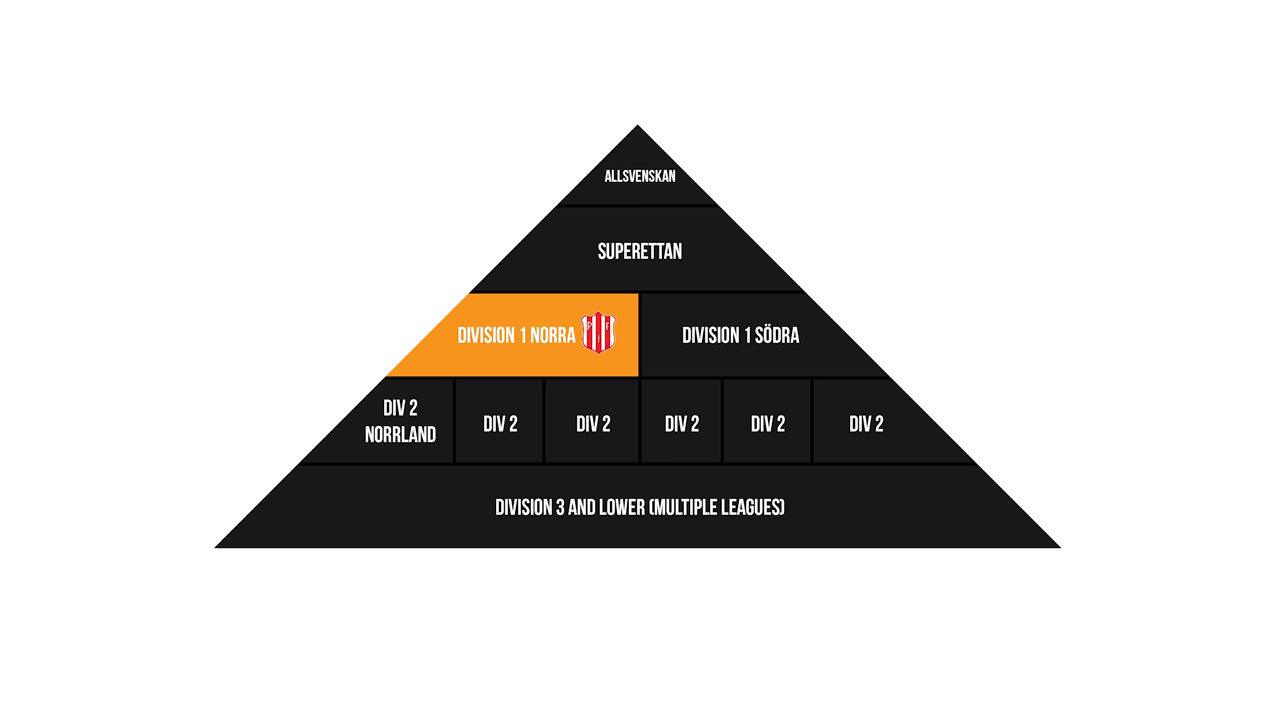 ALLSVENSKAN
SUPERETTAN
DIVISION 1 NORRA
P F
I
DIVISION 1 SÖDRA
DIV 2
NORRLAND
DIV 2
DIV 2
DIV 2
DIV 2
DIV 2
DIVISION 3 AND LOWER (MULTIPLE LEAGUES)